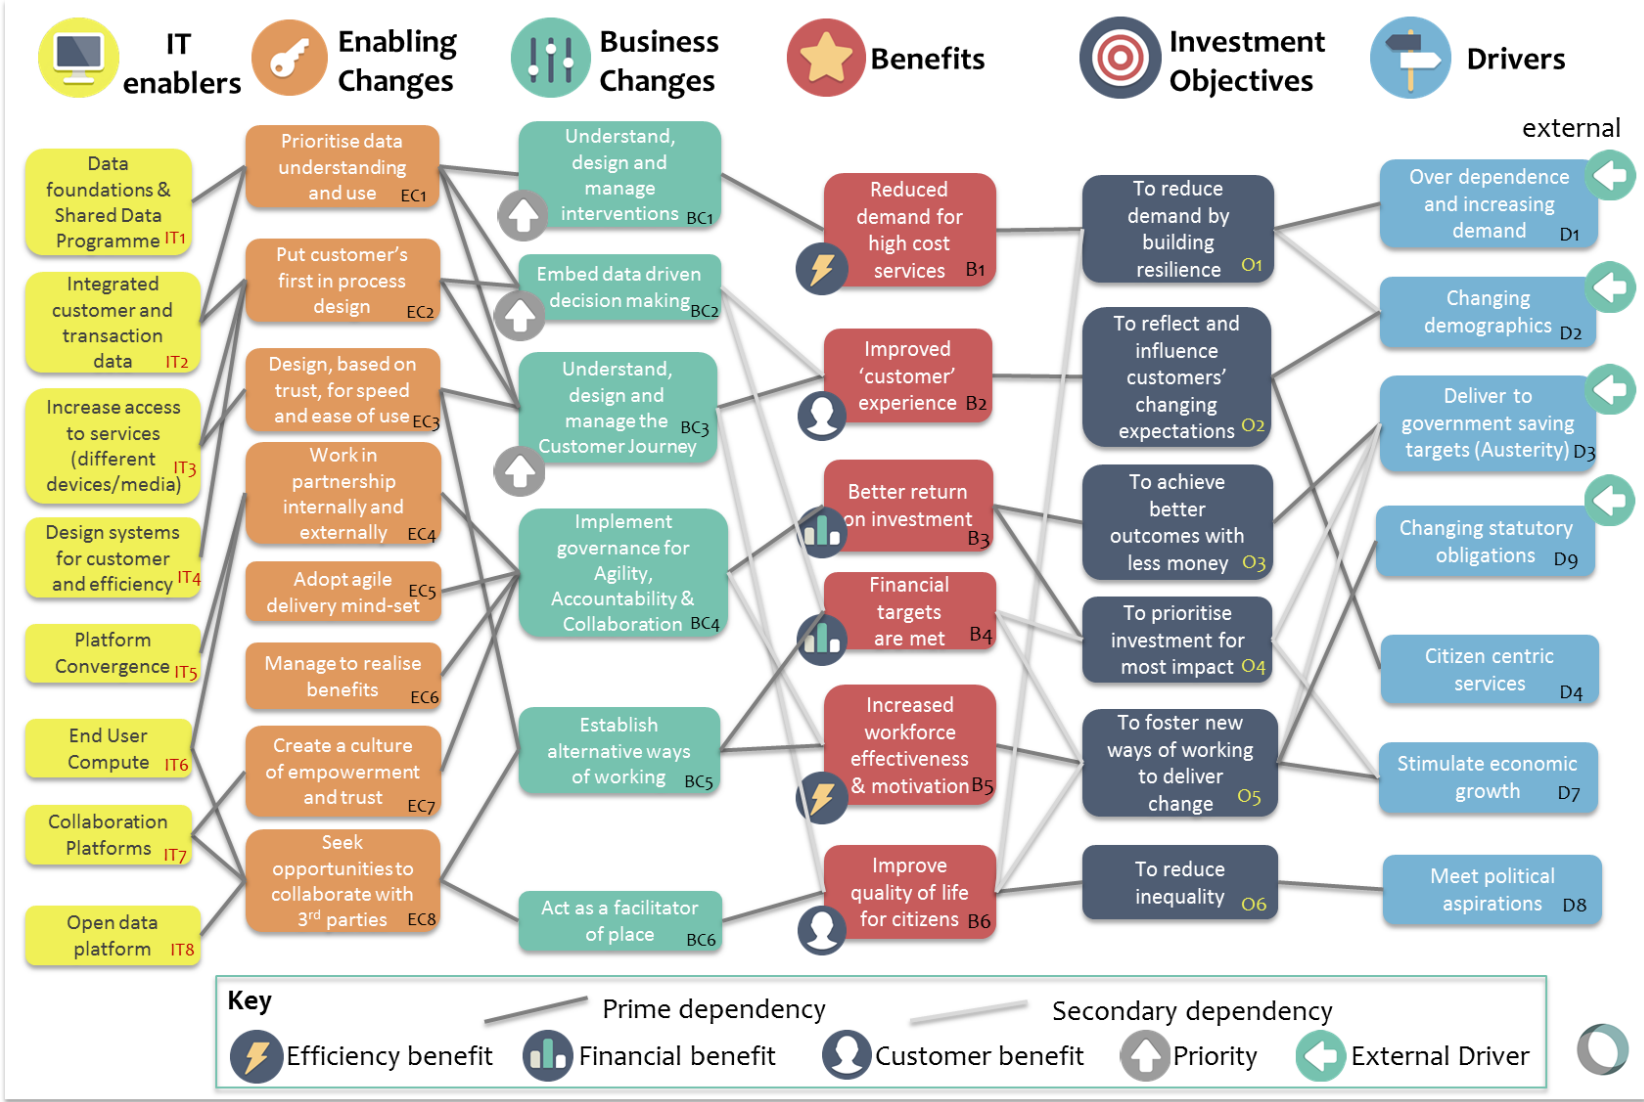 IT
enablers
Enabling
Changes
Business
Changes
Benefits
Investment
Objectives
Drivers
external
Data
foundations &
Shared Data
Programme IT1
Integrated
customer and
transaction
data IT2
Increase access
to services
(different
devices/media) IT3
Design systems
for customer
and efficiency IT4
Platform
Convergence IT5
End User
Compute IT6
Collaboration
Platforms IT7
Open data
platform IT8
Prioritise data
understanding
and use EC1
Put customer's
first in process
design EC2
Design, based on
trust, for speed
and ease of use EC3
Work in
partnership
internally and
externally EC4
Adopt agile
delivery mind-set EC5
Manage to realise
benefits EC6
Create a culture
of empowerment
and trust EC7
Seek
opportunities to
collaborate with
3rd parties EC8
Understand,
design and
manage
interventions BC1
Embed data driven
decision making BC2
Understand,
design and
manage the
Customer Journey BC3
Implement
governance for
Agility,
Accountability &
Collaboration BC4
Establish
alternative ways
of working BC5
Act as a facilitator
of place BC6
Reduced
demand for
high cost
services B1
Improved
‘customer’
experience B2
Better return
on investment
B3
Financial
targets
are met B4
Increased
workforce
effectiveness
& motivation B5
Improve
quality of life
for citizens B6
To reduce
demand by
building
resilience O1
To reflect and
influence
customers’
changing
expectations O2
To achieve
better
outcomes with
less money O3
To prioritise
investment for
most impact O4
To foster new
ways of working
to deliver
change O5
To reduce
inequality O6
Over dependence
and increasing
demand D1
Changing
demographics D2
Deliver to
government saving
targets (Austerity) D3
Changing statutory
obligations D9
Citizen centric
services D4
Stimulate economic
growth D7
Meet political
aspirations D8
Key
Prime dependency
Secondary dependency
Efficiency benefit
Financial benefit
Customer benefit
Priority
External Driver